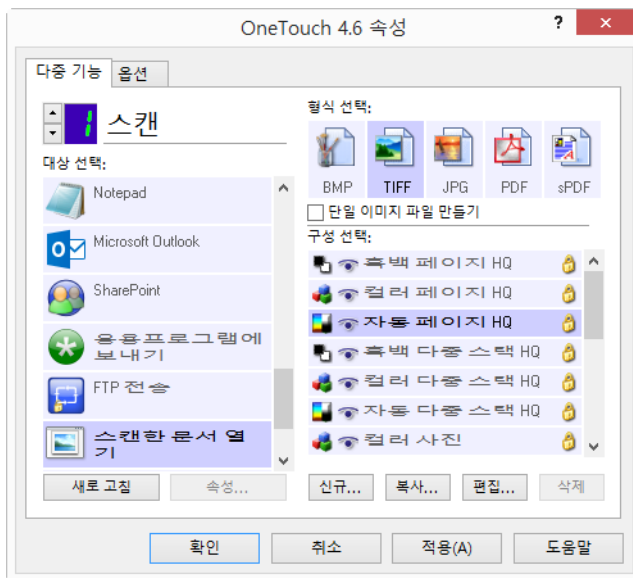 OneTouch 4.6 속성
?
다중 기능
옵션
1
스캔
대상 선택:
Notepad
Microsoft Outlook
SharePoint
응용프로그램에
보내기
FTP 전송
스캔한 문서 열
기
새로 고침
속성...
형식 선택:
BMP
TIFF
JPG
PDF
sPDF
단일 이미지 파일 만들기
구성 선택:
흑백 페이지 HQ
컬러 페이지 HQ
자동 페이지 HQ
흑백 다중 스택 HQ
컬러 다중 스택 HQ
자동 다중 스택 HQ
컬러 사진
신규...
복사...
편집...
삭제
확인
취소
적용(A)
도움말